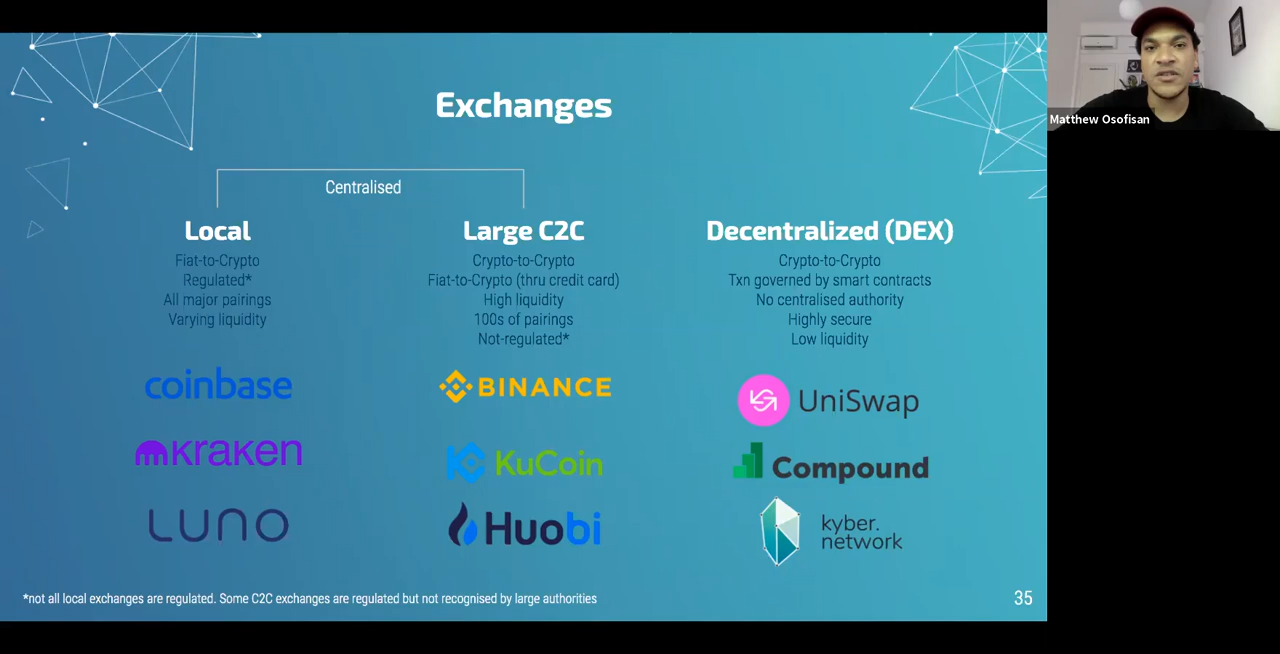 Exchanges
Centralised
Local
Fiat-to-Crypto
Regulated*
All major pairings
Varying liquidity
coinbase
kraken
LUNO
Large C2C
Crypto-to-Crypto
Fiat-to-Crypto (thru credit card)
High liquidity
100s of pairings
Not-regulated*
BINANCE
KuCoin
Huobi
Decentralized (DEX)
Crypto-to-Crypto
Txn governed by smart contracts
No centralised authority
Highly secure
Low liquidity
UniSwap
Compound
kyber.
network
*not all local exchanges are regulated. Some C2C exchanges are regulated but not recognised by large authorities
35
Matthew Osofisan